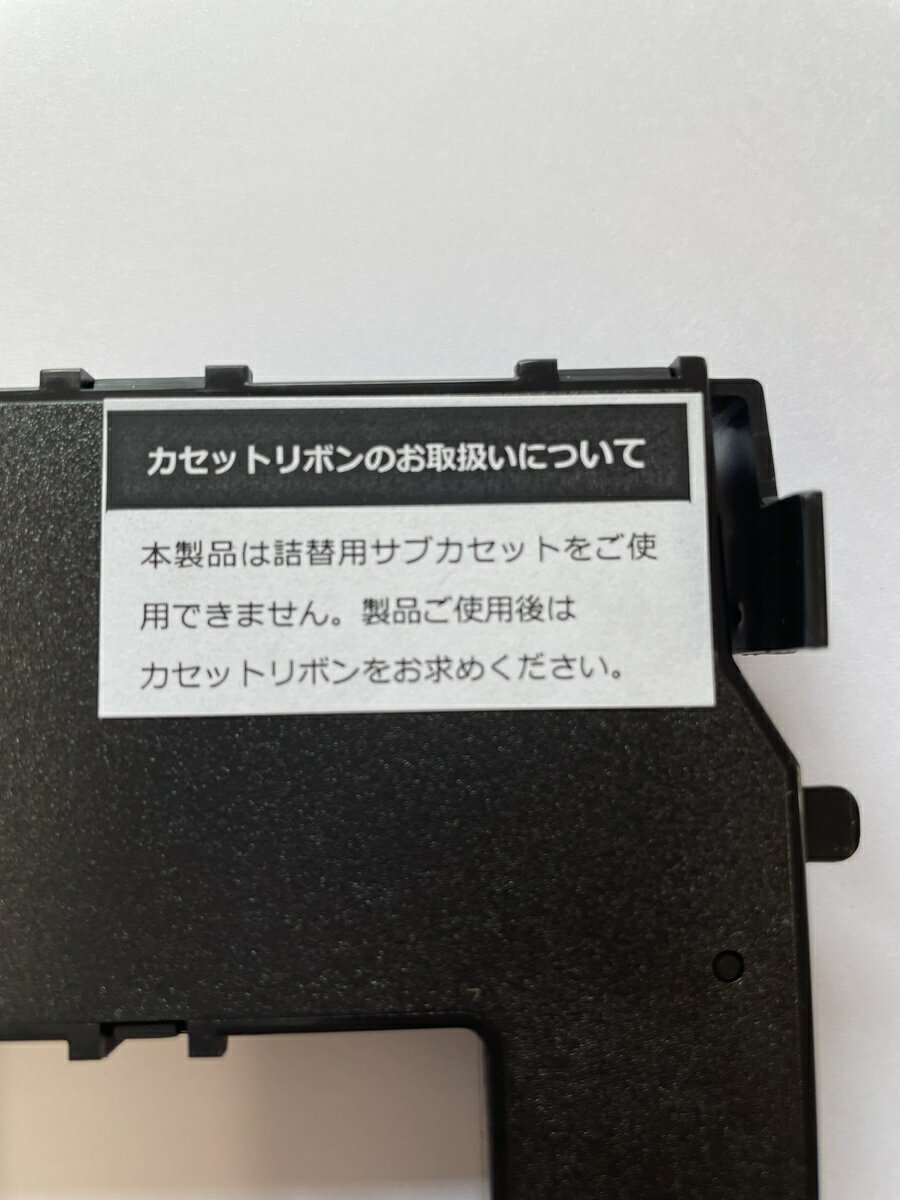 カセットリボンのお取扱いについて
本製品は詰替用サブカセットをご使
用できません。製品ご使用後は
カセットリボンをお求めください。